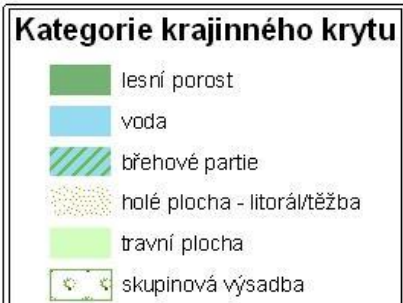 Kategorie krajinného krytu
lesní porost
voda
břehové partie
holé plocha - litorál/těžba
travní plocha
skupinová výsadba